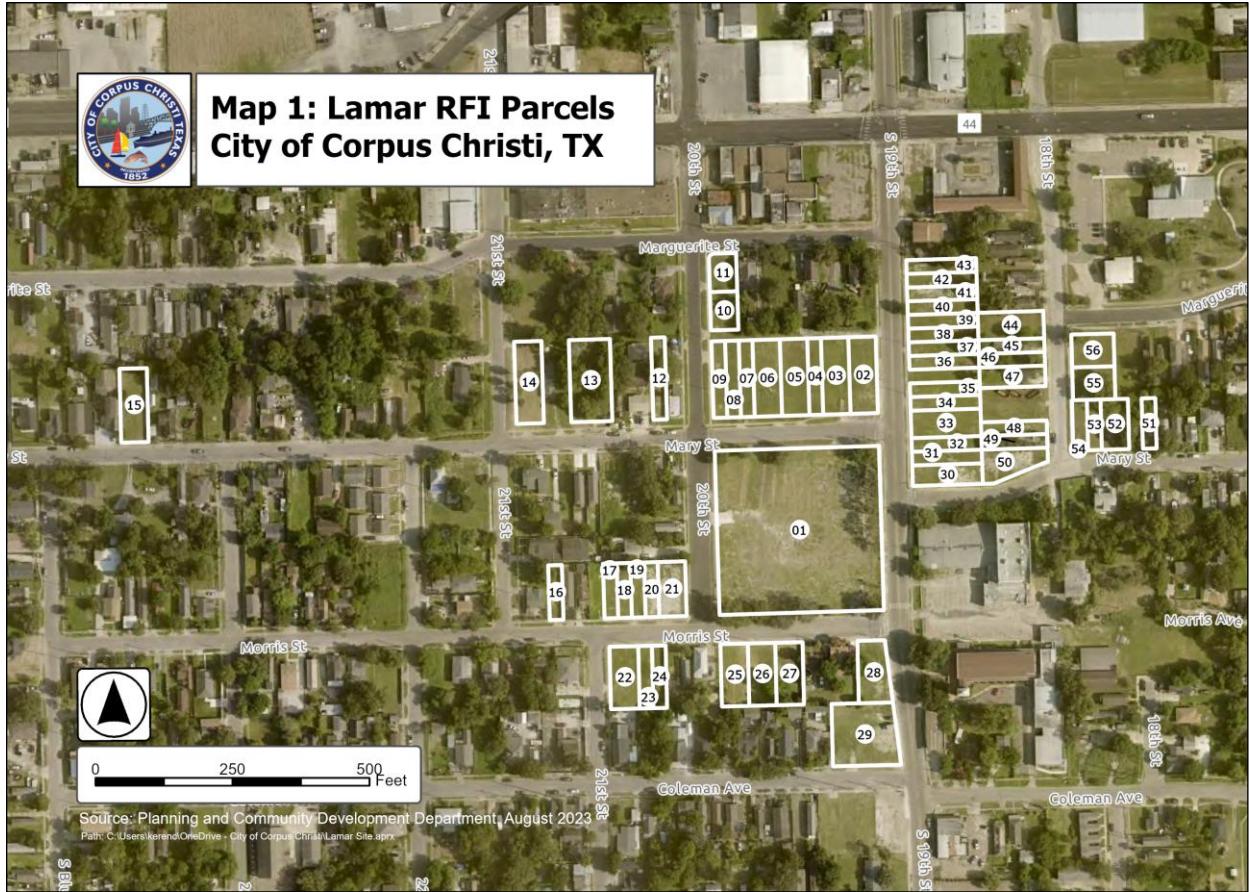 CITY OF CORPUS CHRISTI TEXAS
INCORPORATED
1852
Map 1: Lamar RFI Parcels
City of Corpus Christi, TX
44
20th St
S 19th St
18th St
Marguerite St
rite St
21st St
Marguerit
11
10
43
42
41
40
39
38
37
36
44
45
46
47
56
55
15
14
13
12
09
08
07
06
05
04
03
02
35
34
33
32
31
30
48
49
50
54
53
52
51
St
Mary St
Mary St
21st St
20th St
01
16
17
18
19
20
21
Morris St
Morris St
Morris Ave
22
23
24
25
26
27
28
29
18th St
21st St
0 250 500
Feet
Coleman Ave
Coleman Ave
Source: Planning and Community Development Department, August 2023
S 19th St